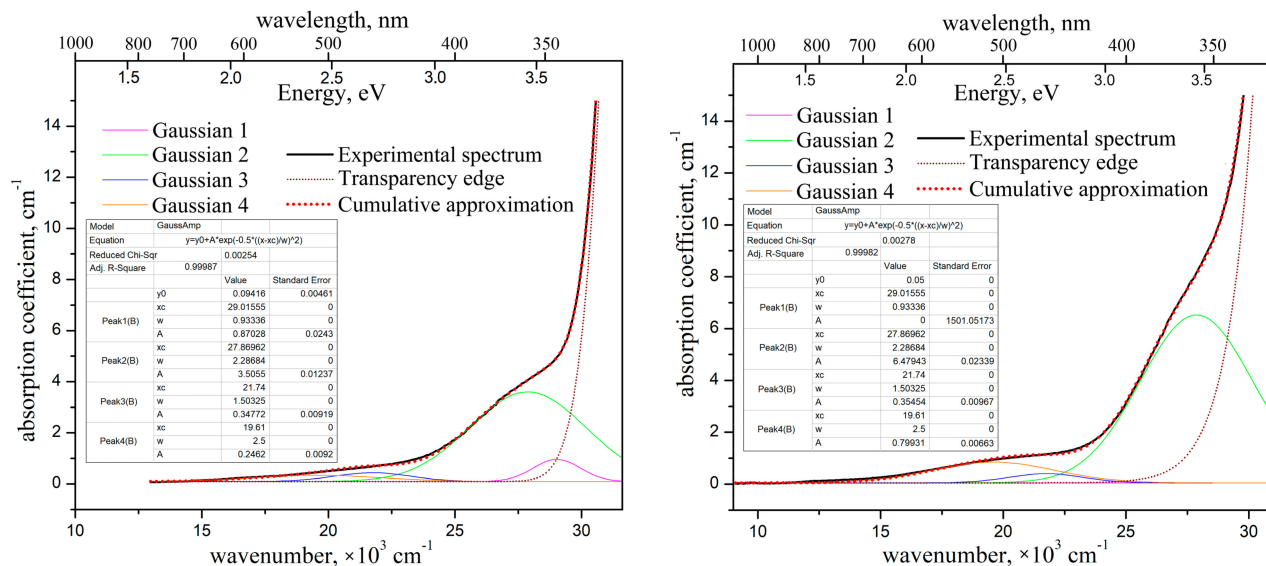 wavelength, nm
1000 800 700 600 500 400 350
1.5 2.0 2.5 3.0 3.5
Energy, eV
absorption coefficient, cm-1
14
12
10
8
6
4
2
0
Gaussian 1
Gaussian 2
Gaussian 3
Gaussian 4
Experimental spectrum
Transparency edge
Cumulative approximation
Model GaussAmp
Equation y=y0+A*exp(-0.5*((x-xc)/w)^2)
Reduced Chi-Sqr 0.00254
Adj. R-Square 0.99987
Value Standard Error
y0 0.09416 0.00461
Peak1(B) xc 29.01555 0
w 0.93336 0
A 0.87028 0.0243
Peak2(B) xc 27.86962 0
w 2.28684 0
A 3.5055 0.01237
Peak3(B) xc 21.74 0
w 1.50325 0
A 0.34772 0.00919
Peak4(B) xc 19.61 0
w 2.5 0
A 0.2462 0.0092
10 15 20 25 30
wavenumber, ×10³ cm-1
wavelength, nm
1000 800 700 600 500 400 350
1.5 2.0 2.5 3.0 3.5
Energy, eV
absorption coefficient, cm-1
14
12
10
8
6
4
2
0
Gaussian 1
Gaussian 2
Gaussian 3
Gaussian 4
Experimental spectrum
Transparency edge
Cumulative approximation
Model GaussAmp
Equation y=y0+A*exp(-0.5*((x-xc)/w)^2)
Reduced Chi-Sqr 0.00278
Adj. R-Square 0.99982
Value Standard Error
y0 0.05 0
Peak1(B) xc 29.01555 0
w 0.93336 0
A 0 1501.05173
Peak2(B) xc 27.86962 0
w 2.28684 0
A 6.47943 0.02339
Peak3(B) xc 21.74 0
w 1.50325 0
A 0.35454 0.00967
Peak4(B) xc 19.61 0
w 2.5 0
A 0.79931 0.00663
10 15 20 25 30
wavenumber, ×10³ cm-1